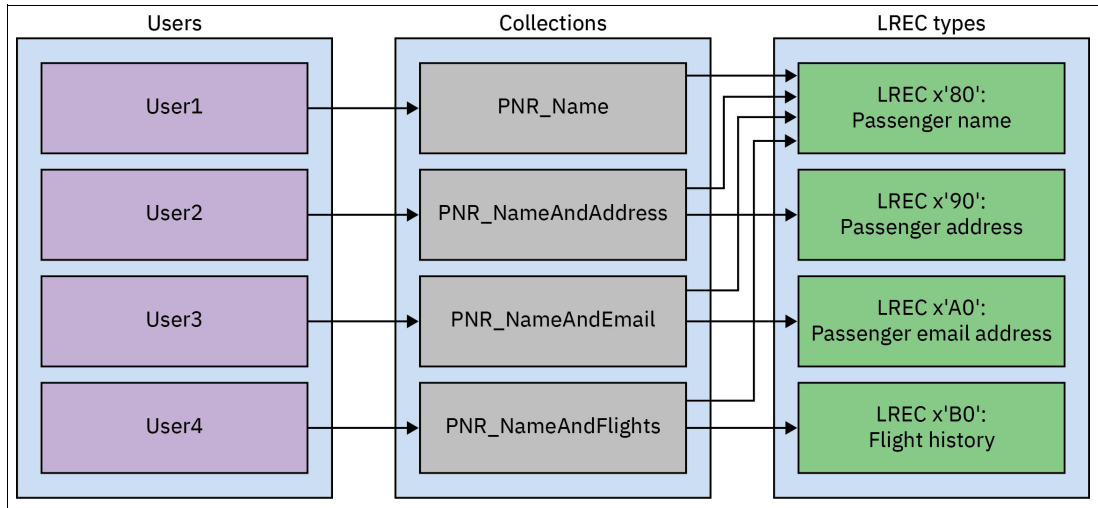 Users
Collections
LREC types
User1
PNR_Name
LREC x'80':
Passenger name
User2
PNR_NameAndAddress
LREC x'90':
Passenger address
User3
PNR_NameAndEmail
LREC x'A0':
Passenger email address
User4
PNR_NameAndFlights
LREC x'B0':
Flight history